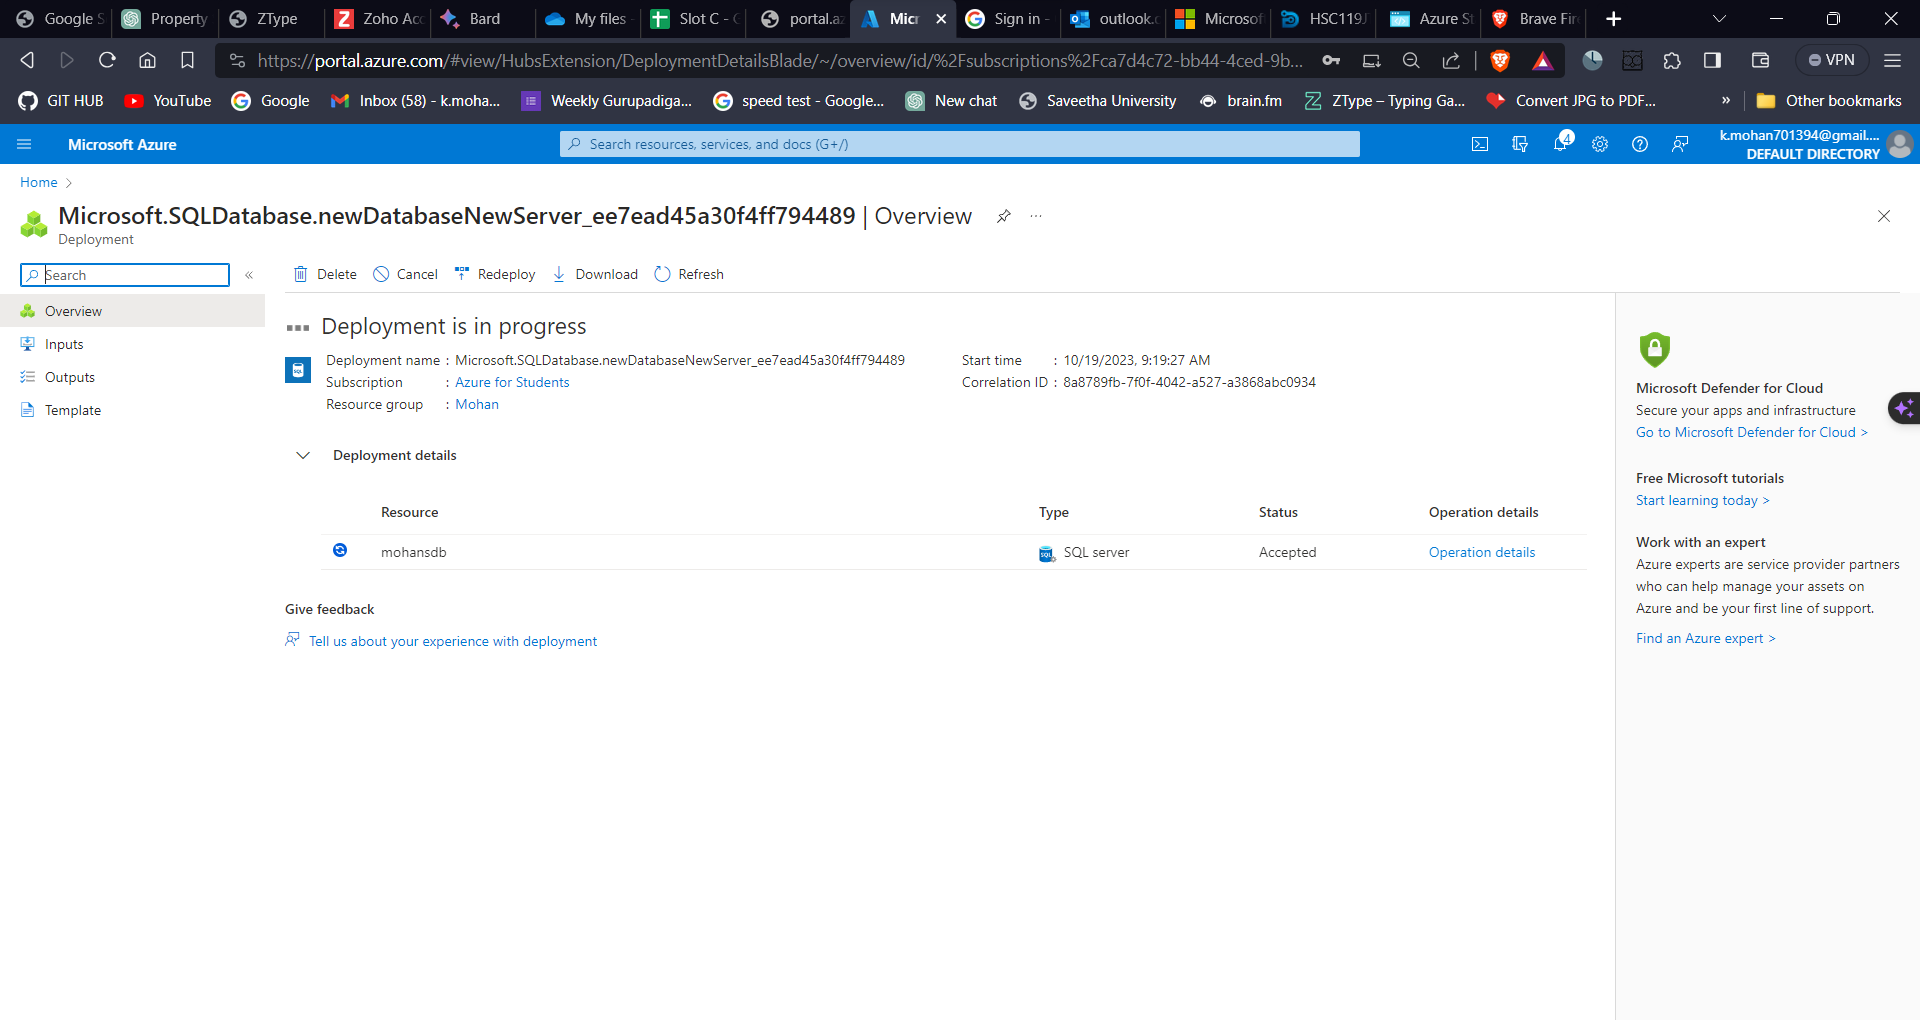 Google S
Property
ZType
Zoho Acc
Bard
My files -
Slot C - C
portal.az
Micr
Sign in -
outlook.c
Microsof
HSC119J
Azure St
Brave Fir
https://portal.azure.com/#view/HubsExtension/DeploymentDetailsBlade/~/overview/id/%2Fsubscriptions%2Fca7d4c72-bb44-4ced-9b...
VPN
GIT HUB
YouTube
Google
Inbox (58) - k.moha...
Weekly Gurupadiga...
speed test - Google...
New chat
Saveetha University
brain.fm
ZType – Typing Ga...
Convert JPG to PDF...
»
Other bookmarks
Microsoft Azure
Search resources, services, and docs (G+/)
4
k.mohan701394@gmail....
DEFAULT DIRECTORY
Home >
Microsoft.SQLDatabase.newDatabaseNewServer_ee7ead45a30f4ff794489 | Overview
...
Deployment
Search
«
Delete
Cancel
Redeploy
Download
Refresh
Overview
Inputs
Outputs
Template
Deployment is in progress
Deployment name : Microsoft.SQLDatabase.newDatabaseNewServer_ee7ead45a30f4ff794489
Subscription : Azure for Students
Resource group : Mohan
Start time : 10/19/2023, 9:19:27 AM
Correlation ID : 8a8789fb-7f0f-4042-a527-a3868abc0934
Deployment details
Resource Type Status Operation details
mohansdb SQL server Accepted Operation details
Give feedback
Tell us about your experience with deployment
Microsoft Defender for Cloud
Secure your apps and infrastructure
Go to Microsoft Defender for Cloud >
Free Microsoft tutorials
Start learning today >
Work with an expert
Azure experts are service provider partners
who can help manage your assets on
Azure and be your first line of support.
Find an Azure expert >